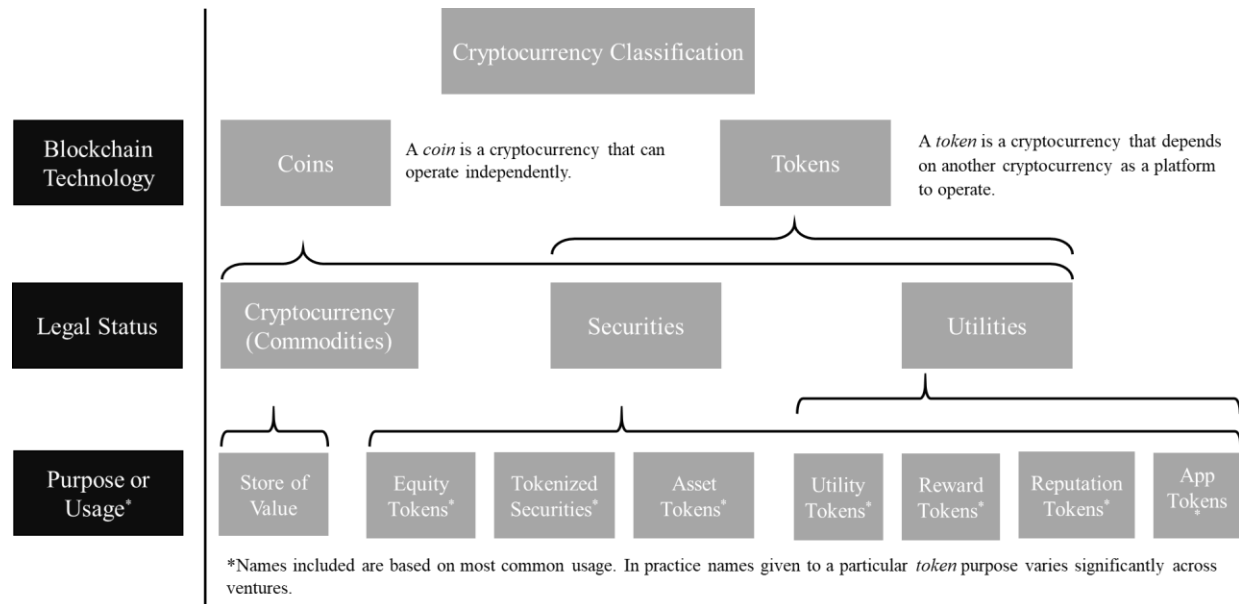 Cryptocurrency Classification
Blockchain
Technology
Coins
A coin is a cryptocurrency that can
operate independently.
Tokens
A token is a cryptocurrency that depends
on another cryptocurrency as a platform
to operate.
Legal Status
Cryptocurrency
(Commodities)
Securities
Utilities
Purpose or
Usage*
Store of
Value
Equity
Tokens*
Tokenized
Securities*
Asset
Tokens*
Utility
Tokens*
Reward
Tokens*
Reputation
Tokens*
App
Tokens
*
*Names included are based on most common usage. In practice names given to a particular token purpose varies significantly across
ventures.